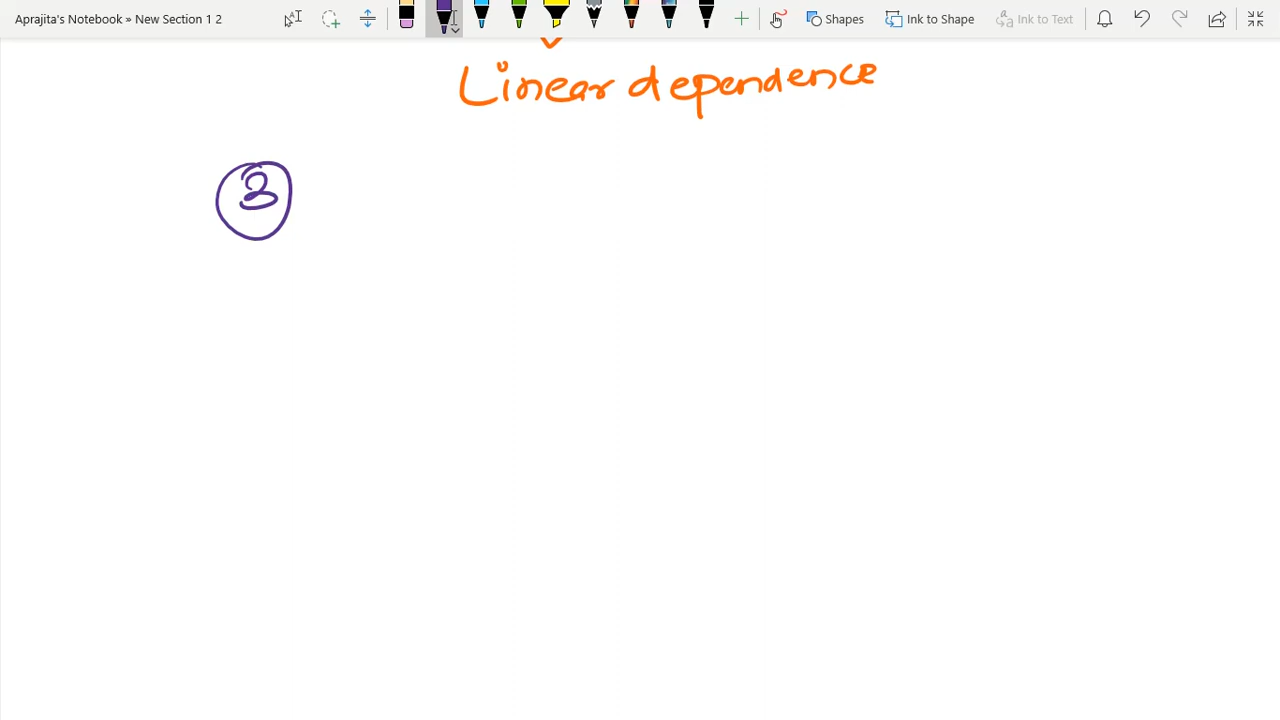 Aprajita's Notebook » New Section 1 2 Shapes Ink to Shape Ink to Text
Linear dependence
3